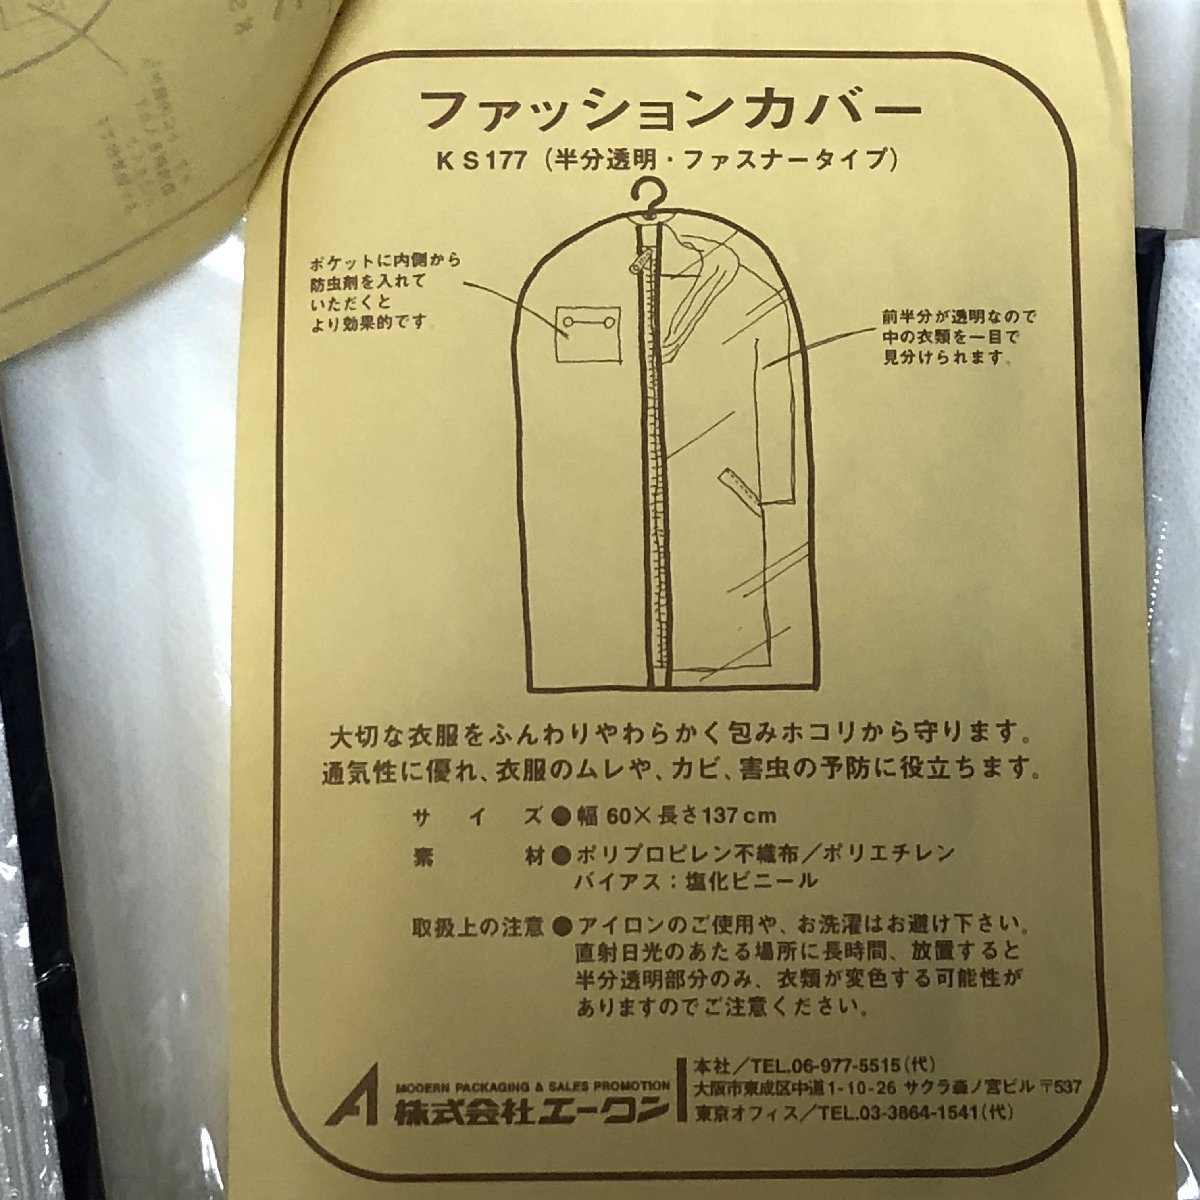 ファッションカバー
KS177（半分透明・ファスナータイプ）
ポケットに内側から
防虫剤を入れて
いただくと
より効果的です。
前半分が透明なので
中の衣類を一目で
見分けられます。
大切な衣服をふんわりやわらかく包みホコリから守ります。
通気性に優れ、衣服のムレや、カビ、害虫の予防に役立ちます。
サイズ●幅 60×長さ137cm
素材●ポリプロピレン不織布／ポリエチレン
バイアス：塩化ビニール
取扱上の注意●アイロンのご使用や、お洗濯はお避け下さい。
直射日光のあたる場所に長時間、放置すると
半分透明部分のみ、衣類が変色する可能性が
ありますのでご注意ください。
MODERN PACKAGING & SALES PROMOTION
株式会社エークン
本社／TEL.06-977-5515（代）
大阪市東成区中道1-10-26 サクラ森ノ宮ビル 〒537
東京オフィス／TEL.03-3864-1541（代）